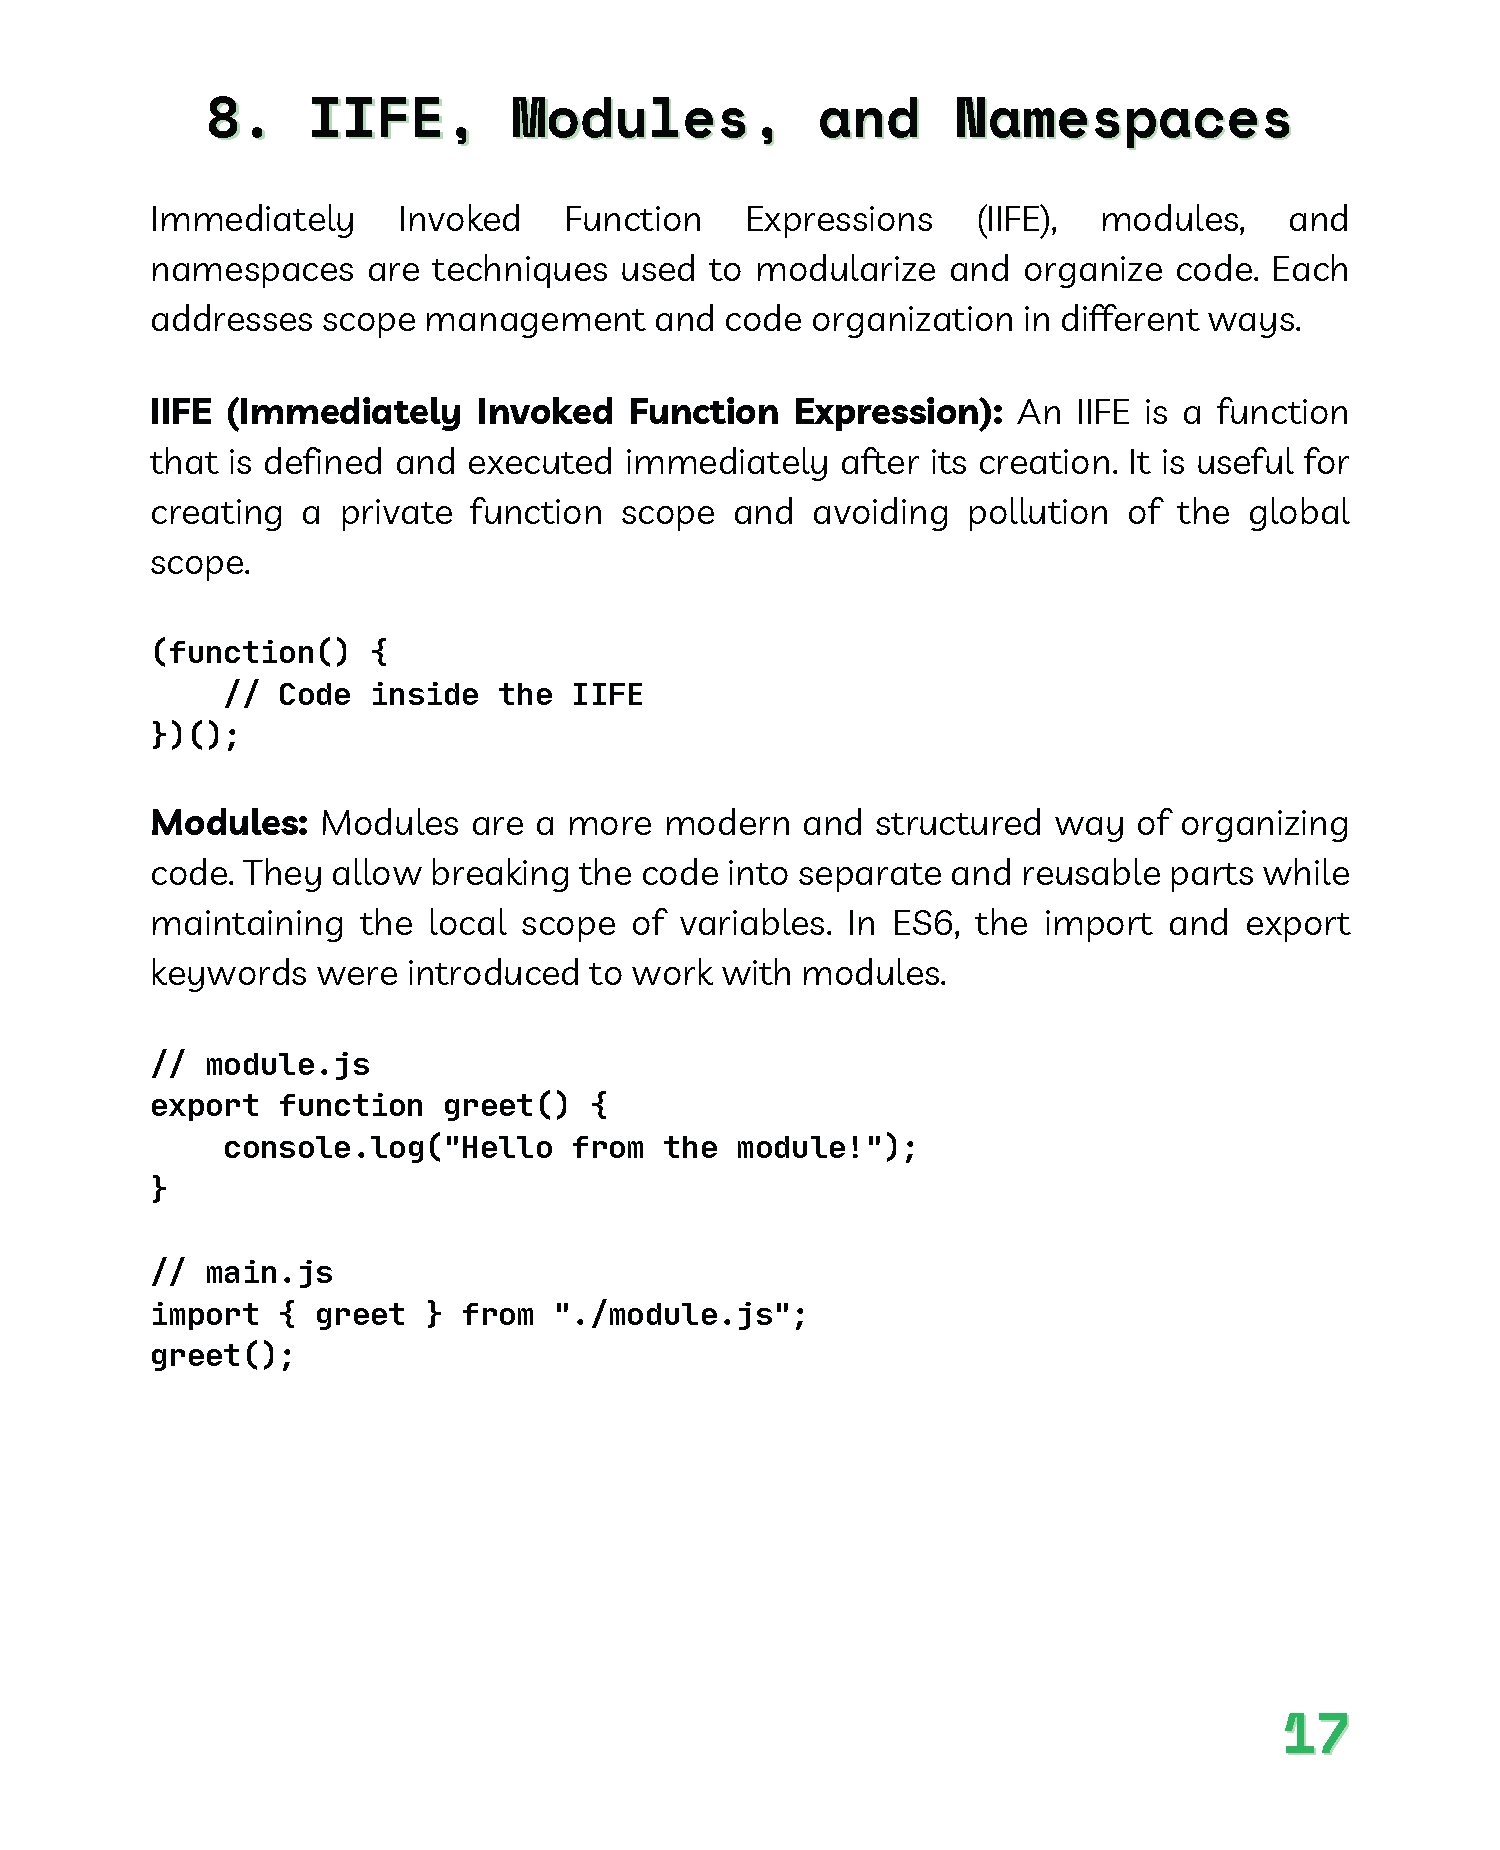 8. IIFE, Modules, and Namespaces
Immediately Invoked Function Expressions (IIFE), modules, and
namespaces are techniques used to modularize and organize code. Each
addresses scope management and code organization in different ways.
IIFE (Immediately Invoked Function Expression): An IIFE is a function
that is defined and executed immediately after its creation. It is useful for
creating a private function scope and avoiding pollution of the global
scope.
(function() {
    // Code inside the IIFE
})();
Modules: Modules are a more modern and structured way of organizing
code. They allow breaking the code into separate and reusable parts while
maintaining the local scope of variables. In ES6, the import and export
keywords were introduced to work with modules.
// module.js
export function greet() {
    console.log("Hello from the module!");
}
// main.js
import { greet } from "./module.js";
greet();
17